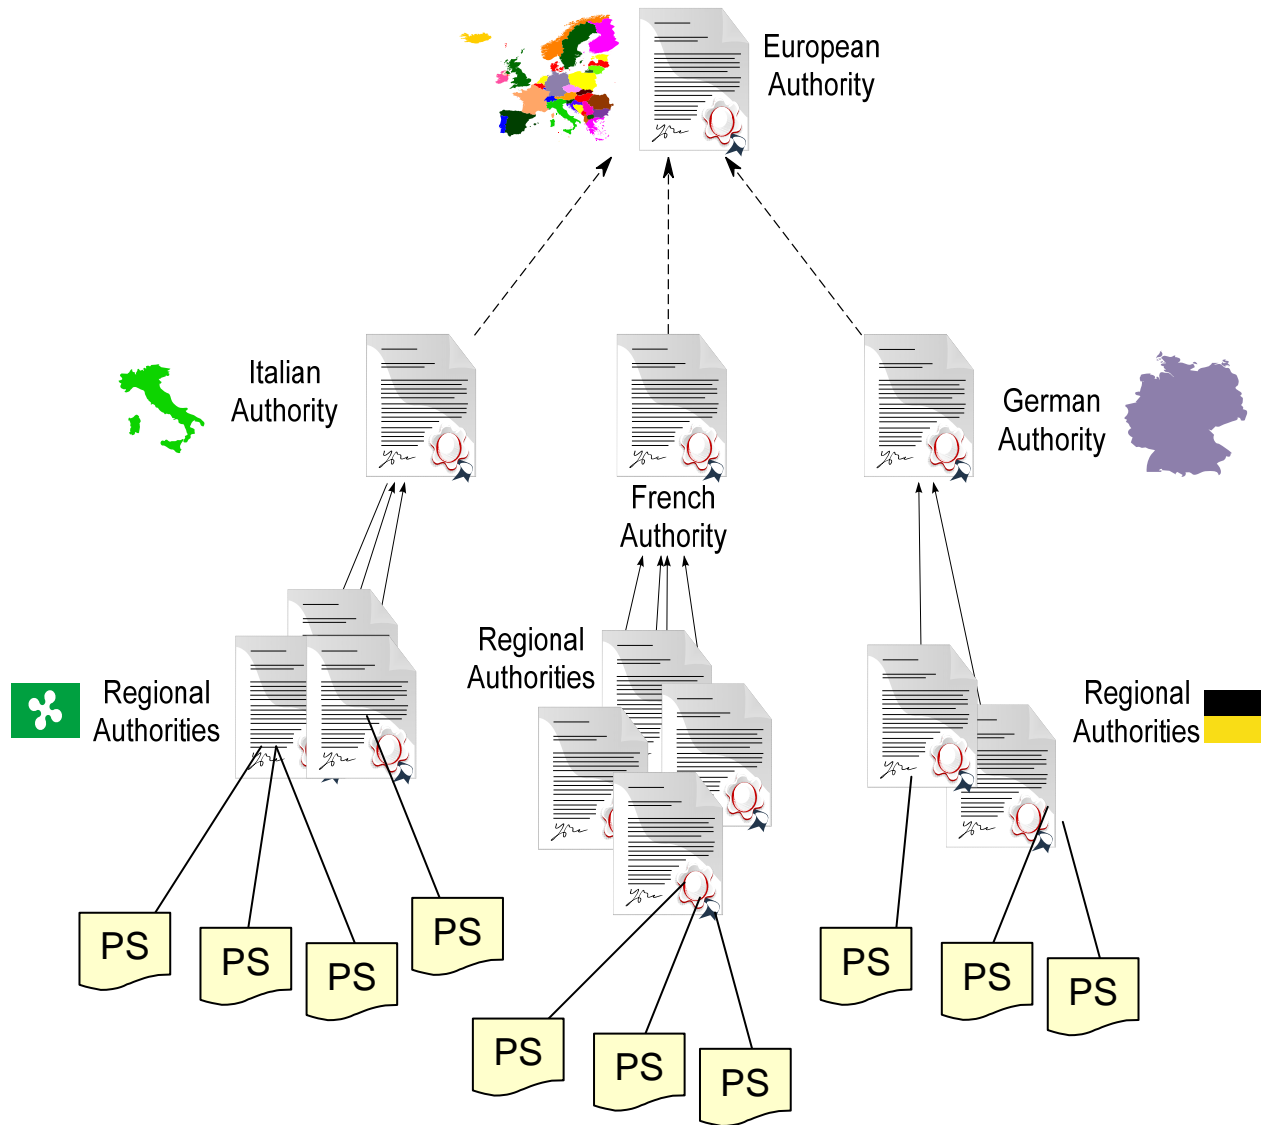 European
Authority
Italian
Authority
German
Authority
French
Authority
Regional
Authorities
Regional
Authorities
Regional
Authorities
PS
PS
PS
PS
PS
PS
PS
PS
PS
PS